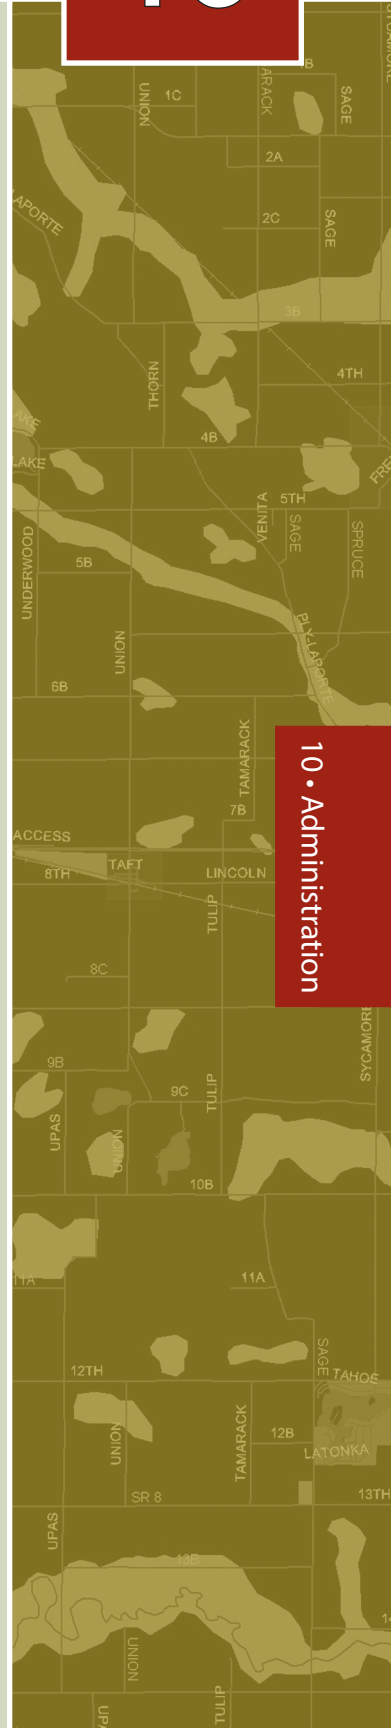 1C
UNION
SAGE
2A
2C
SAGE
LAPORTE
3B
THORN
4TH
4B
LAKE
5TH
VENITA
SAGE
SPRUCE
UNDERWOOD
5B
UNION
PLY-LAPORTE
6B
TAMARACK
7B
10 • Administration
ACCESS
TAFT
8TH
LINCOLN
TULIP
8C
SYCAMORE
9B
9C
TULIP
UPAS
UNION
10B
11A
11A
SAGE
TAHOE
12TH
UNION
TAMARACK
12B
LATONKA
SR 8
13TH
UPAS
13B
UNION
TULIP